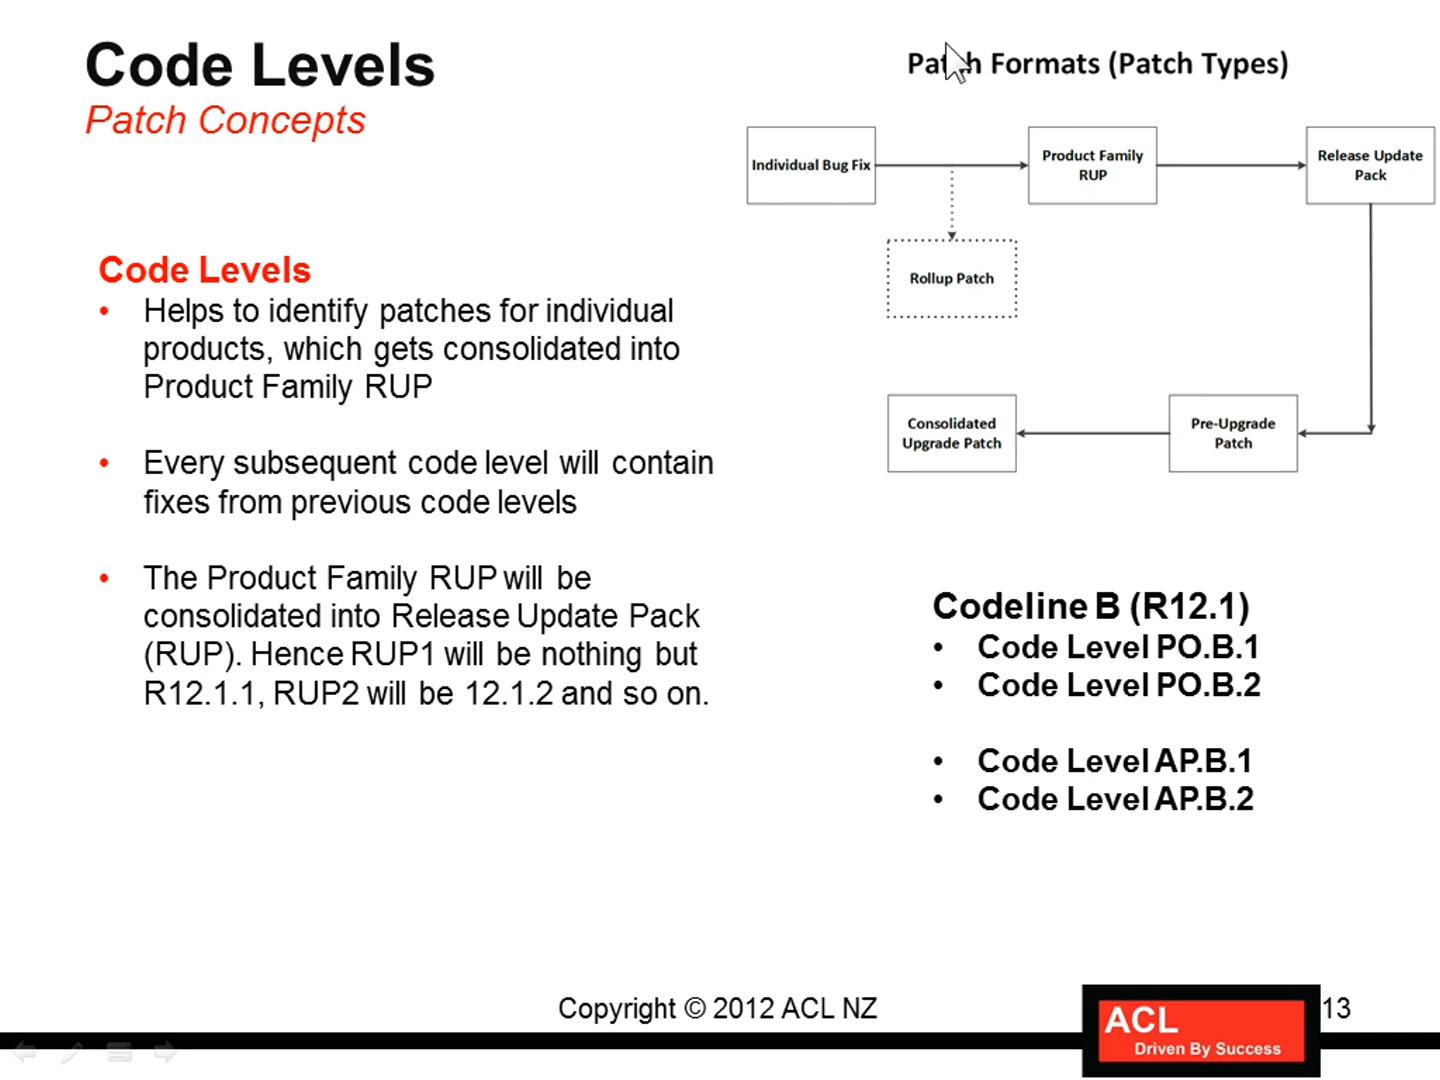 Code Levels
Patch Concepts
Code Levels
• Helps to identify patches for individual
products, which gets consolidated into
Product Family RUP
• Every subsequent code level will contain
fixes from previous code levels
• The Product Family RUP will be
consolidated into Release Update Pack
(RUP). Hence RUP1 will be nothing but
R12.1.1, RUP2 will be 12.1.2 and so on.
Patch Formats (Patch Types)
Individual Bug Fix
Product Family
RUP
Release Update
Pack
Rollup Patch
Consolidated
Upgrade Patch
Pre-Upgrade
Patch
Codeline B (R12.1)
• Code Level PO.B.1
• Code Level PO.B.2
• Code Level AP.B.1
• Code Level AP.B.2
Copyright © 2012 ACL NZ
ACL
Driven By Success
13